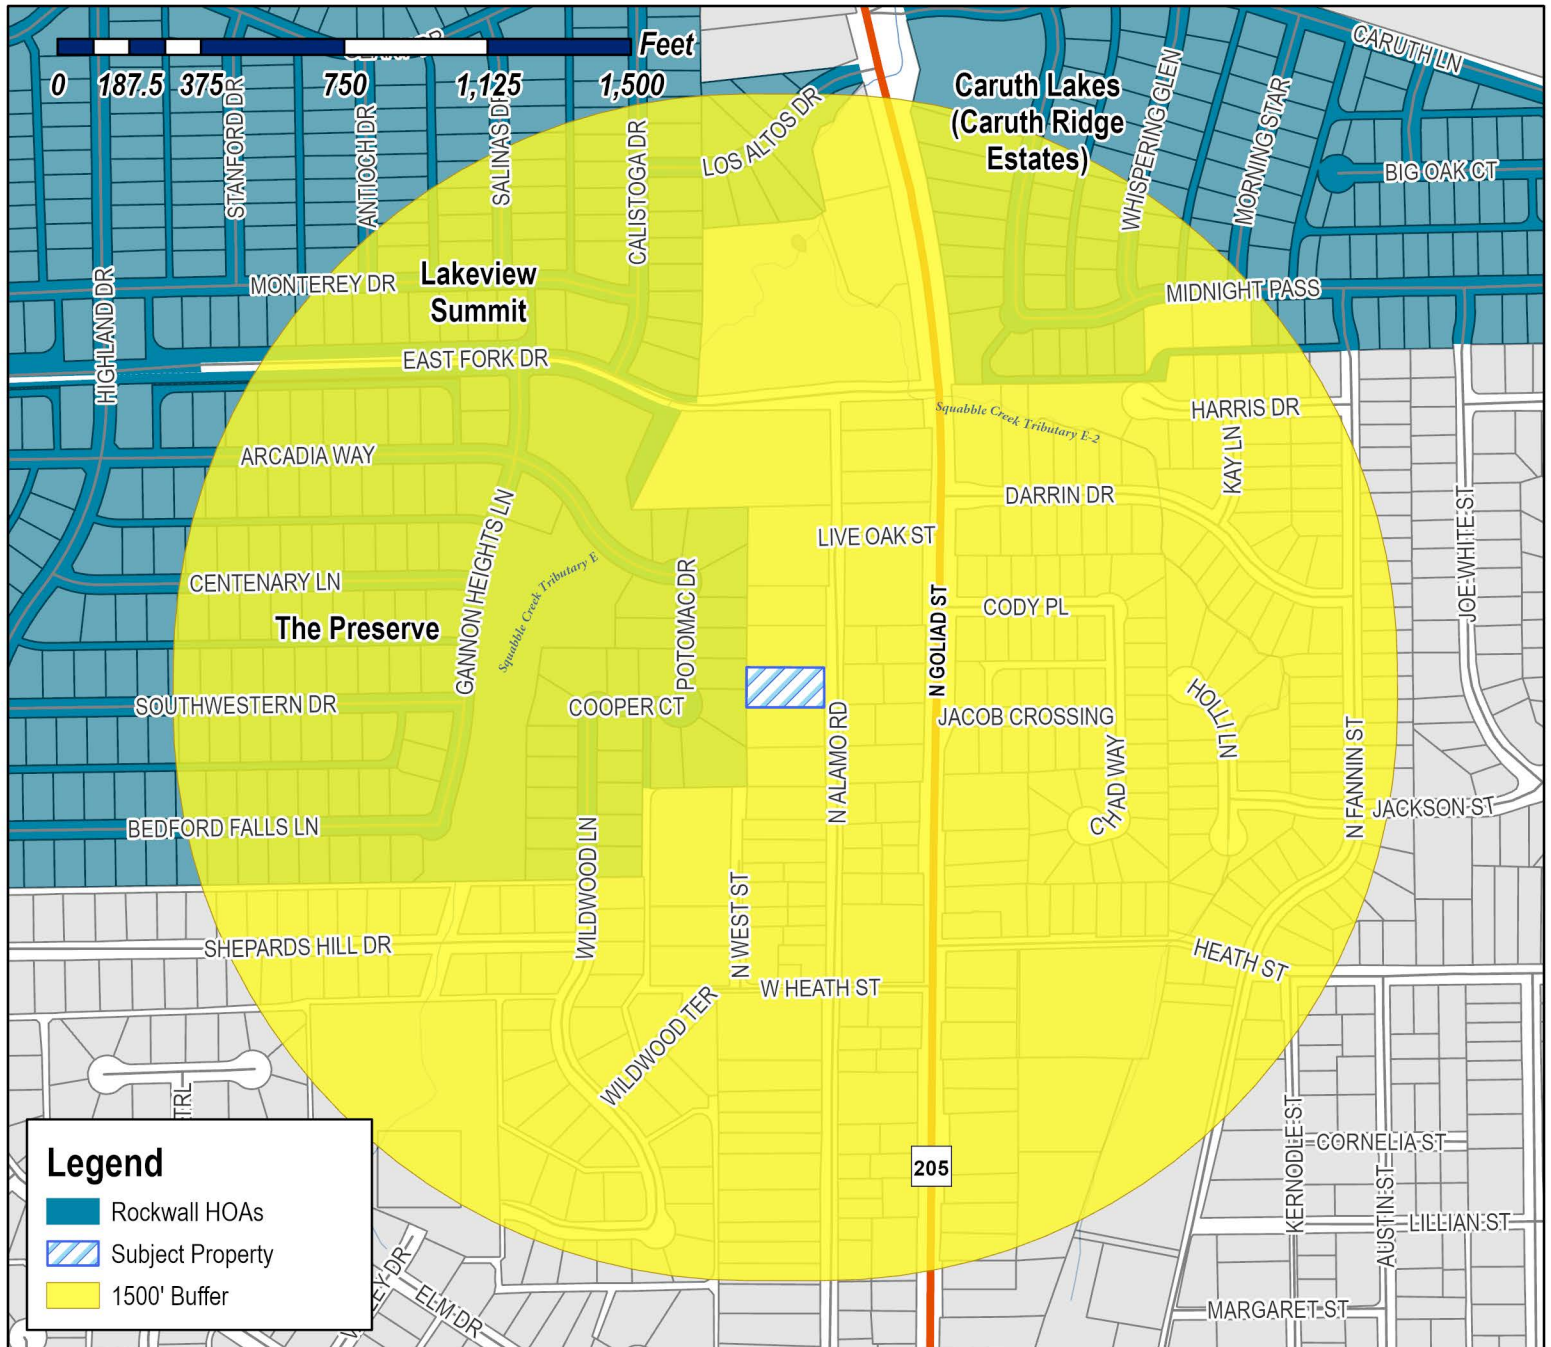 Feet
0 187.5 375 750 1,125 1,500
CARUTH LN
STANFORD DR
ANTIOCH DR
SALINAS DR
CALISTOGA DR
LOS ALTOS DR
Caruth Lakes
(Caruth Ridge
Estates)
WHISPERING GLEN
MORNING STAR
BIG OAK CT
HIGHLAND DR
MONTEREY DR
Lakeview
Summit
MIDNIGHT PASS
EAST FORK DR
Squabble Creek Tributary E-2
HARRIS DR
KAY LN
ARCADIA WAY
DARRIN DR
LIVE OAK ST
JOE WHITE ST
GANNON HEIGHTS LN
Squabble Creek Tributary E
POTOMAC DR
CENTENARY LN
The Preserve
N GOLIAD ST
CODY PL
SOUTHWESTERN DR
COOPER CT
N ALAMO RD
JACOB CROSSING
HOLLI LN
CHAD WAY
N FANNIN ST
JACKSON ST
BEDFORD FALLS LN
WILDWOOD LN
N WEST ST
SHEPARDS HILL DR
HEATH ST
W HEATH ST
WILDWOOD TER
TRL
205
KERNODLE ST
CORNELIA ST
AUSTIN ST
LILLIAN ST
MARGARET ST
ELM DR
Legend
Rockwall HOAs
Subject Property
1500' Buffer